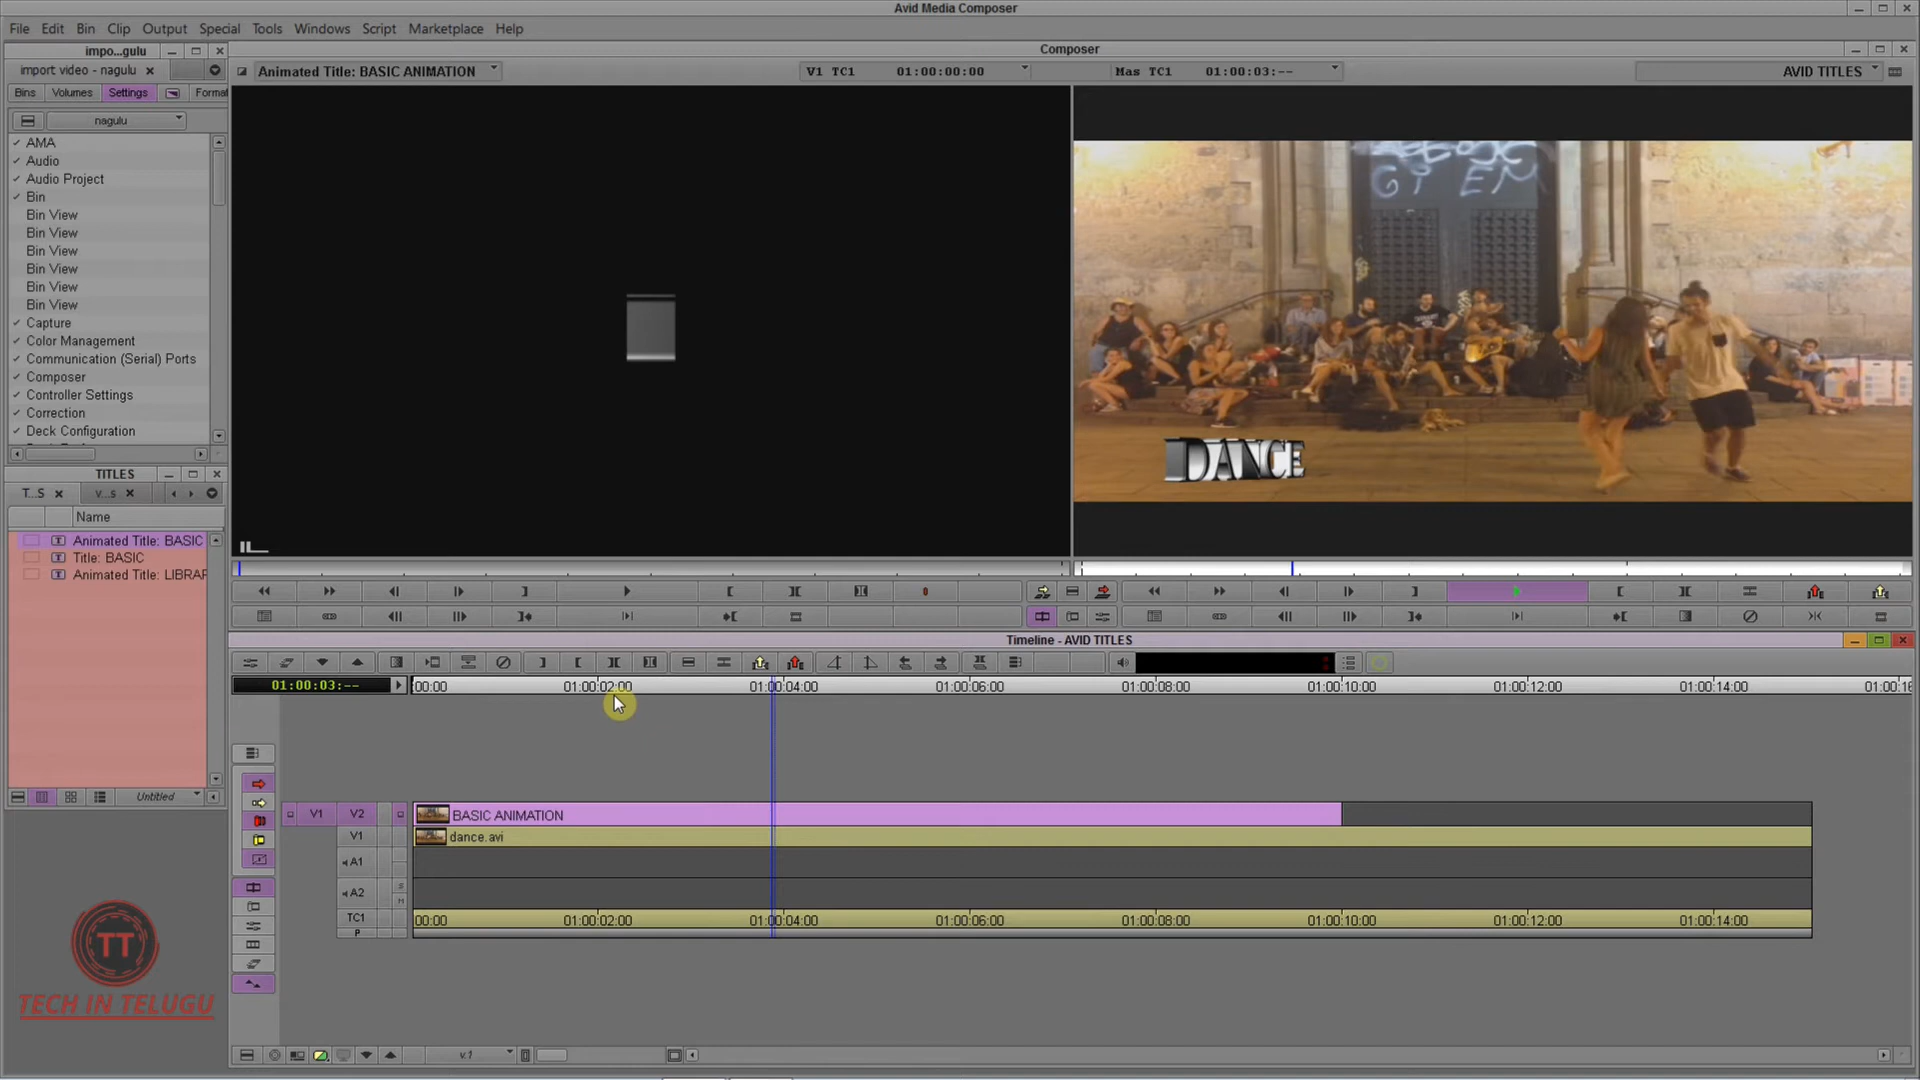 Avid Media Composer
File Edit Bin Clip Output Special Tools Windows Script Marketplace Help
impo...gulu
Composer
import video - nagulu
Animated Title: BASIC ANIMATION
V1 TC1 01:00:00:00
Mas TC1 01:00:03:--
AVID TITLES
Bins Volumes Settings Format
nagulu
AMA
Audio
Audio Project
Bin
Bin View
Bin View
Bin View
Bin View
Bin View
Bin View
Capture
Color Management
Communication (Serial) Ports
Composer
Controller Settings
Correction
Deck Configuration
DANCE
TITLES
T...S
v...s
Name
Animated Title: BASIC
Title: BASIC
Animated Title: LIBRAR
Untitled
Timeline - AVID TITLES
01:00:03:--
00:00 01:00:02:00 01:00:04:00 01:00:06:00 01:00:08:00 01:00:10:00 01:00:12:00 01:00:14:00 01:00:16
V1 V2 BASIC ANIMATION
V1 dance.avi
A1
A2
S
M
TC1 00:00 01:00:02:00 01:00:04:00 01:00:06:00 01:00:08:00 01:00:10:00 01:00:12:00 01:00:14:00
P
TT
TECH IN TELUGU
v.1